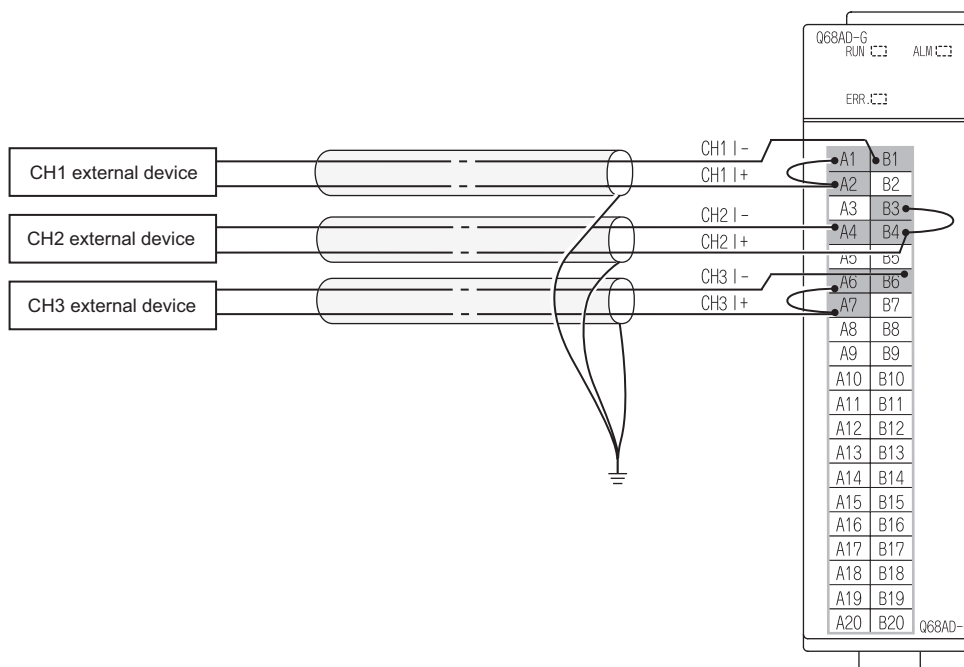 Q68AD-G
RUN ALM
ERR.
CH1 external device
CH1 I-
CH1 I+
CH2 external device
CH2 I-
CH2 I+
CH3 external device
CH3 I-
CH3 I+
A1 B1
A2 B2
A3 B3
A4 B4
A5 B5
A6 B6
A7 B7
A8 B8
A9 B9
A10 B10
A11 B11
A12 B12
A13 B13
A14 B14
A15 B15
A16 B16
A17 B17
A18 B18
A19 B19
A20 B20
Q68AD-